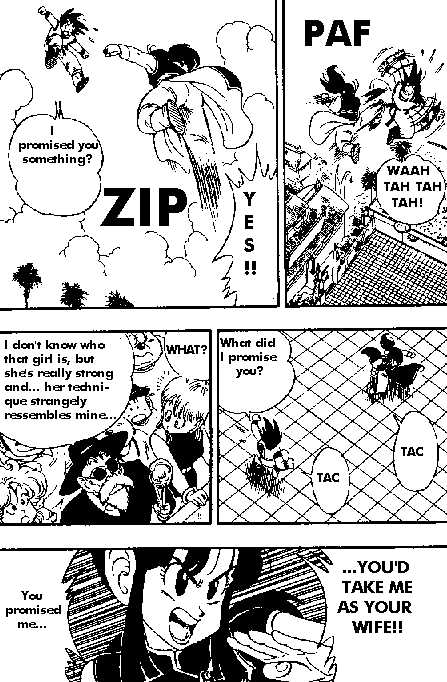 I
promised you
something?
ZIP
YES!!
PAF
WAAH
TAH TAH
TAH!
I don't know who
that girl is, but
she's really strong
and... her techni-
que strangely
ressembles mine...
WHAT?
What did
I promise
you?
TAC
TAC
You
promised
me...
...YOU'D
TAKE ME
AS YOUR
WIFE!!